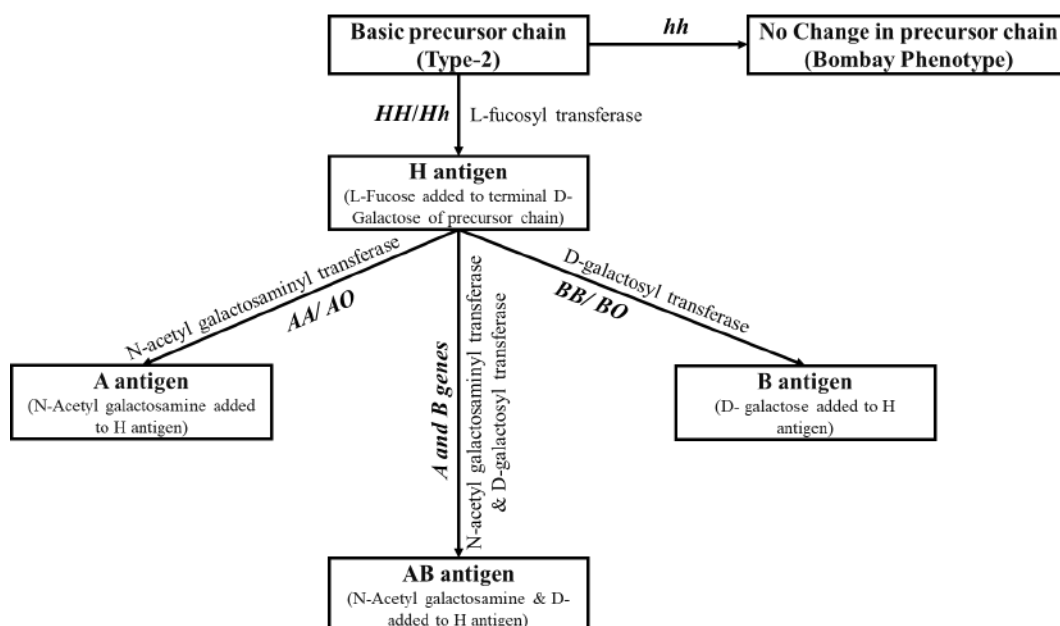 Basic precursor chain
(Type-2)
hh
No Change in precursor chain
(Bombay Phenotype)
HH/Hh
L-fucosyl transferase
H antigen
(L-Fucose added to terminal D-
Galactose of precursor chain)
N-acetyl galactosaminyl transferase
AA/ AO
A and B genes
N-acetyl galactosaminyl transferase
& D-galactosyl transferase
D-galactosyl transferase
BB/ BO
A antigen
(N-Acetyl galactosamine added
to H antigen)
B antigen
(D- galactose added to H
antigen)
AB antigen
(N-Acetyl galactosamine & D-
added to H antigen)